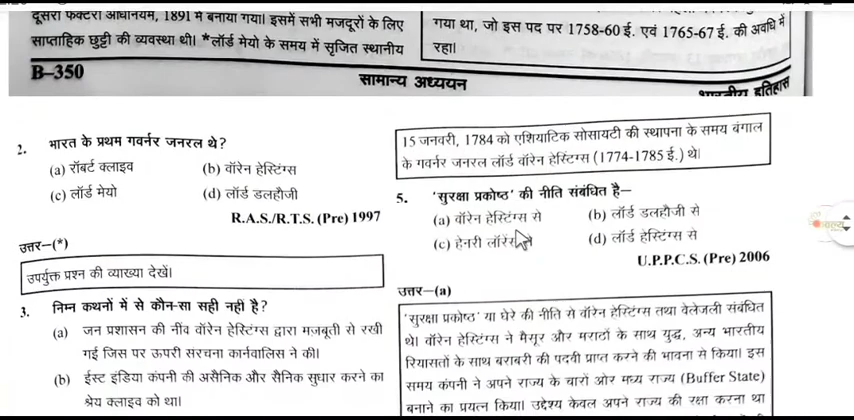 दूसरा फैक्टरी अधिनियम, 1891 में बनाया गया। इसमें सभी मजदूरों के लिए
साप्ताहिक छुट्टी की व्यवस्था थी। *लॉर्ड मेयो के समय में सृजित स्थानीय
गया था, जो इस पद पर 1758-60 ई. एवं 1765-67 ई. की अवधि में
रहा।
B–350
सामान्य अध्ययन
भारतीय इतिहास
2. भारत के प्रथम गवर्नर जनरल थे?
(a) रॉबर्ट क्लाइव (b) वॉरेन हेस्टिंग्स
(c) लॉर्ड मेयो (d) लॉर्ड डलहौजी
R.A.S./R.T.S. (Pre) 1997
उत्तर–(*)
उपर्युक्त प्रश्न की व्याख्या देखें।
3. निम्न कथनों में से कौन-सा सही नहीं है?
(a) जन प्रशासन की नींव वॉरेन हेस्टिंग्स द्वारा मज़बूती से रखी
गई जिस पर ऊपरी संरचना कार्नवालिस ने की।
(b) ईस्ट इंडिया कंपनी की असैनिक और सैनिक सुधार करने का
श्रेय क्लाइव को था।
15 जनवरी, 1784 को एशियाटिक सोसायटी की स्थापना के समय बंगाल
के गवर्नर जनरल लॉर्ड वॉरेन हेस्टिंग्स (1774-1785 ई.) थे।
5. 'सुरक्षा प्रकोष्ठ' की नीति संबंधित है–
(a) वॉरेन हेस्टिंग्स से (b) लॉर्ड डलहौजी से
(c) हेनरी लॉरेंस से (d) लॉर्ड हेस्टिंग्स से
U.P.P.C.S. (Pre) 2006
उत्तर–(a)
'सुरक्षा प्रकोष्ठ' या घेरे की नीति से वॉरेन हेस्टिंग्स तथा वेलेजली संबंधित
थे। वॉरेन हेस्टिंग्स ने मैसूर और मराठों के साथ युद्ध, अन्य भारतीय
रियासतों के साथ बराबरी की पदवी प्राप्त करने की भावना से किया। इस
समय कंपनी ने अपने राज्य के चारों ओर मध्य राज्य (Buffer State)
बनाने का प्रयत्न किया। उद्देश्य केवल अपने राज्य की रक्षा करना था